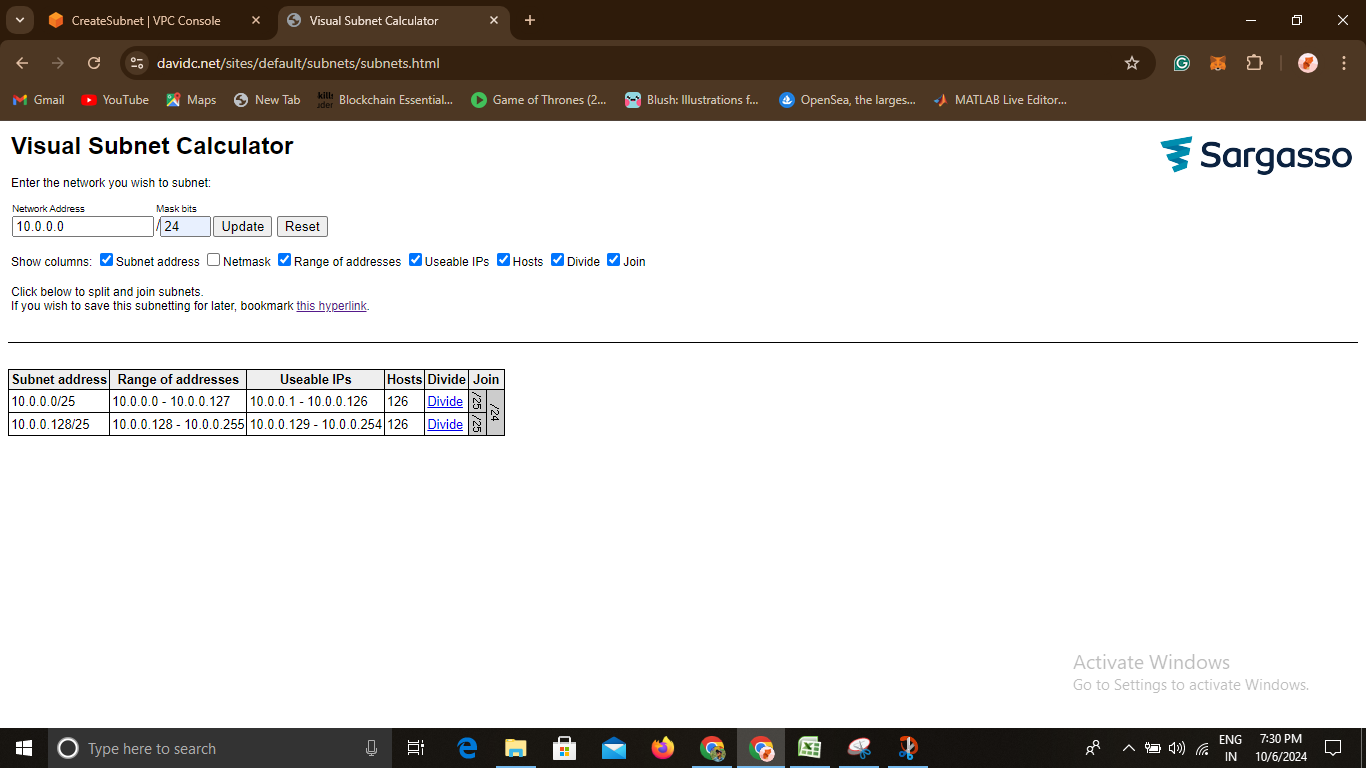 CreateSubnet | VPC Console
Visual Subnet Calculator
davidc.net/sites/default/subnets/subnets.html
Gmail
YouTube
Maps
New Tab
Blockchain Essential...
Game of Thrones (2...
Blush: Illustrations f...
OpenSea, the larges...
MATLAB Live Editor...
Visual Subnet Calculator
Sargasso
Enter the network you wish to subnet:
Network Address Mask bits
10.0.0.0 / 24 Update Reset
Show columns: Subnet address Netmask Range of addresses Useable IPs Hosts Divide Join
Click below to split and join subnets.
If you wish to save this subnetting for later, bookmark this hyperlink.
Subnet address Range of addresses Useable IPs Hosts Divide Join
10.0.0.0/25 10.0.0.0 - 10.0.0.127 10.0.0.1 - 10.0.0.126 126 Divide /25 /24
10.0.0.128/25 10.0.0.128 - 10.0.0.255 10.0.0.129 - 10.0.0.254 126 Divide /25
Activate Windows
Go to Settings to activate Windows.
Type here to search
ENG
IN
7:30 PM
10/6/2024